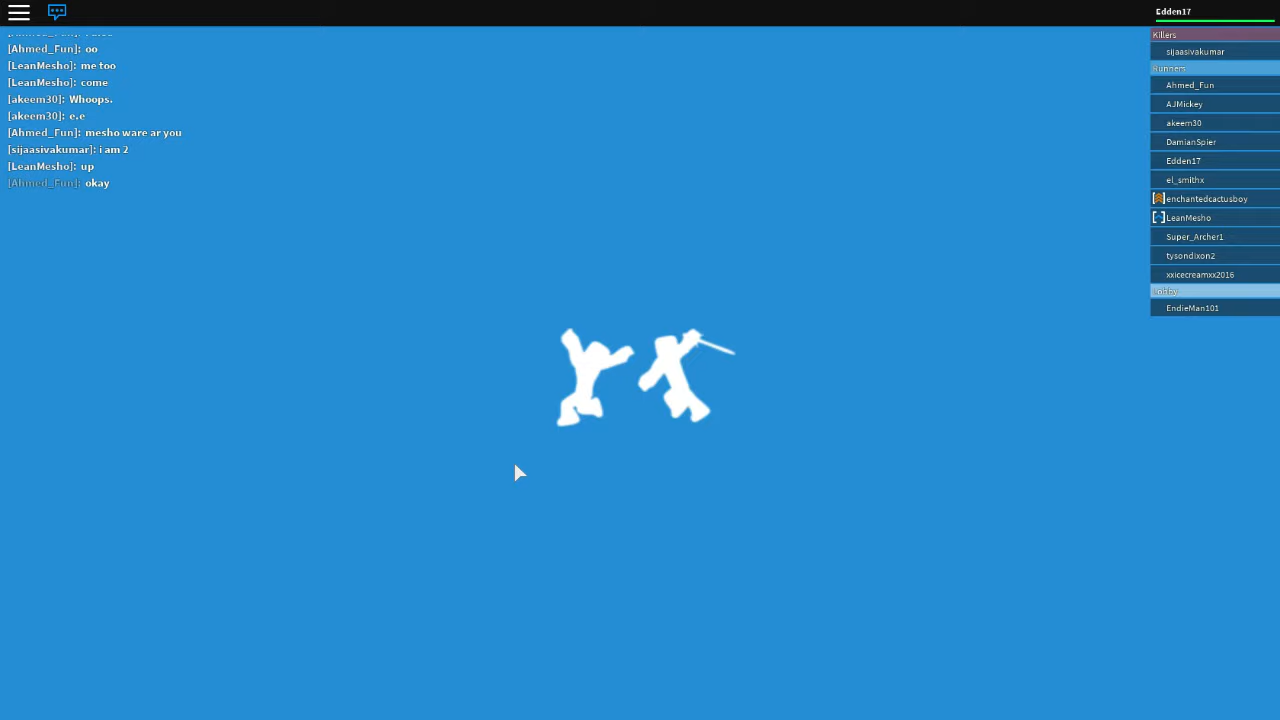 Edden17
[Ahmed_Fun]: oo
[LeanMesho]: me too
[LeanMesho]: come
[akeem30]: Whoops.
[akeem30]: e.e
[Ahmed_Fun]: mesho ware ar you
[sijaasivakumar]: i am 2
[LeanMesho]: up
[Ahmed_Fun]: okay
Killers
sijaasivakumar
Runners
Ahmed_Fun
AJMickey
akeem30
DamianSpier
Edden17
el_smithx
enchantedcactusboy
LeanMesho
Super_Archer1
tysondixon2
xxicecreamxx2016
Lobby
EndieMan101